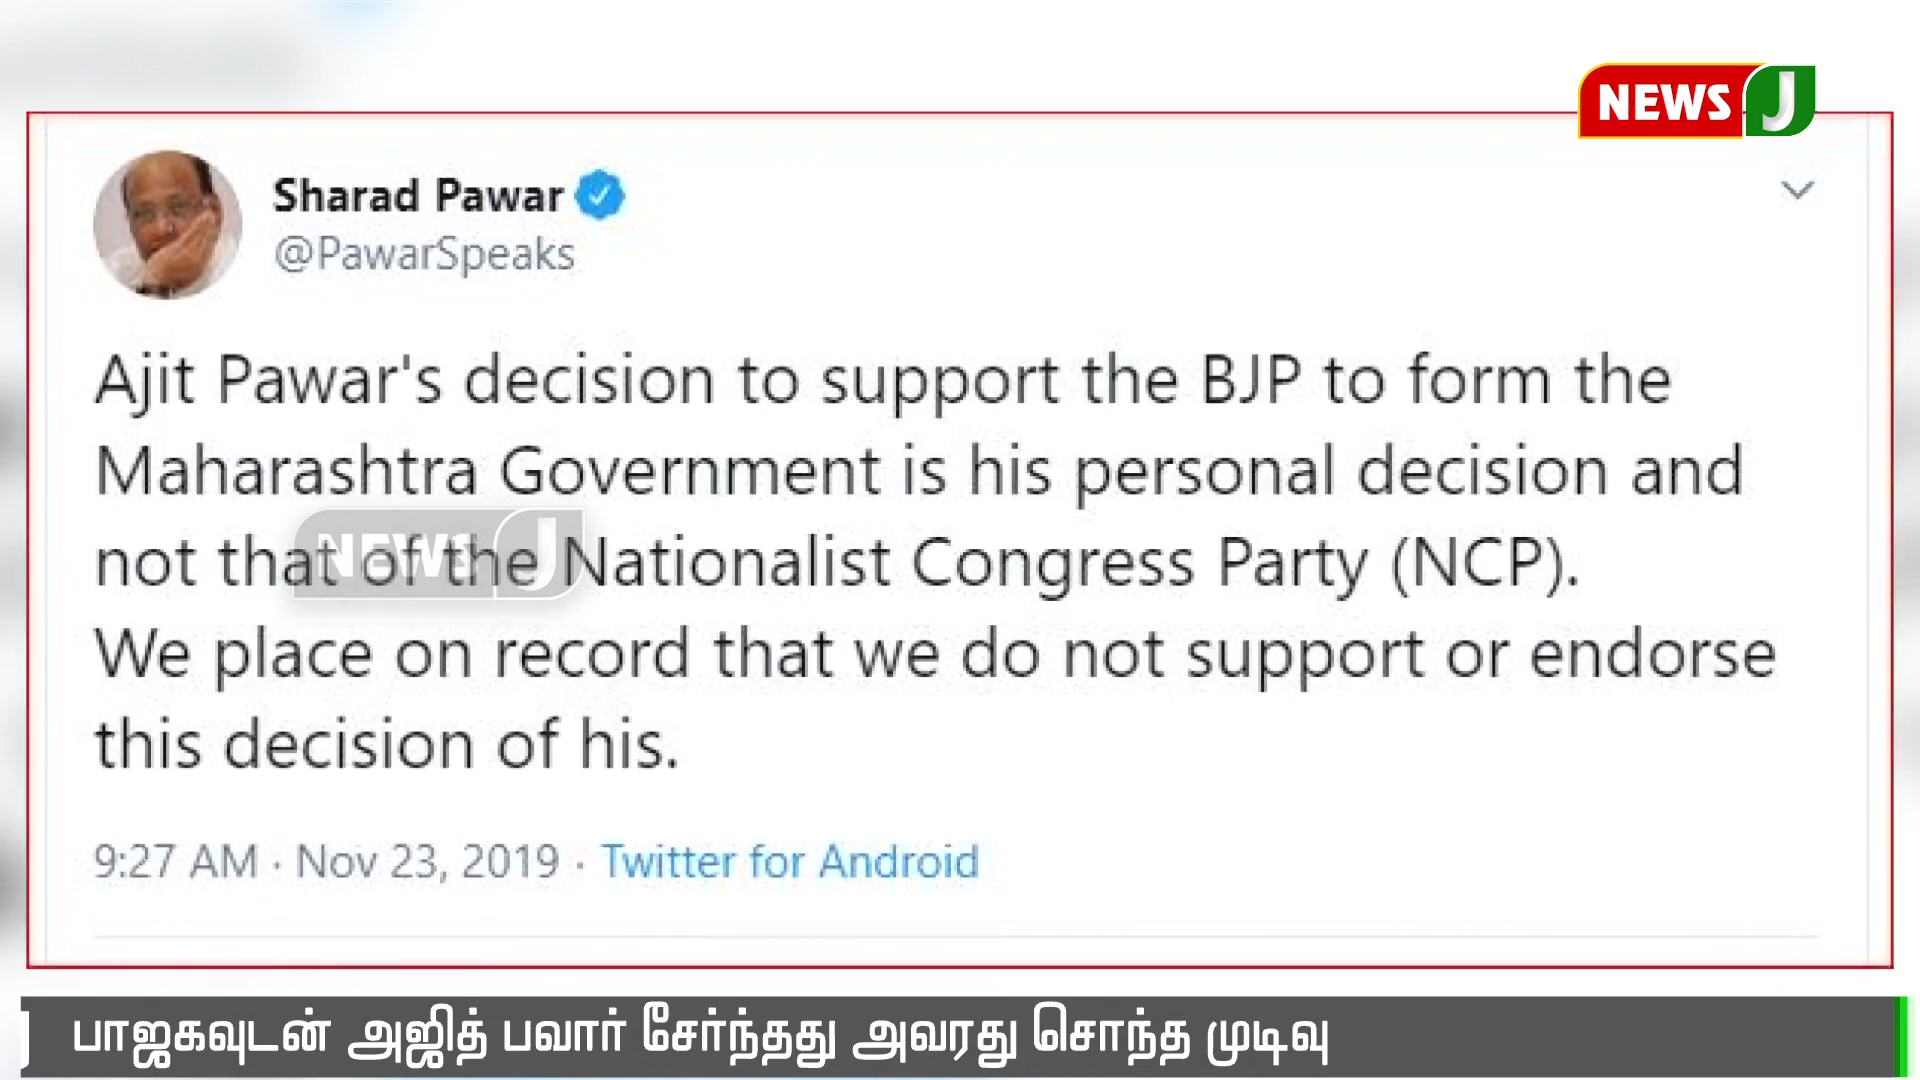 NEWS J
Sharad Pawar
@PawarSpeaks
Ajit Pawar's decision to support the BJP to form the
Maharashtra Government is his personal decision and
not that of the Nationalist Congress Party (NCP).
NEWS J
We place on record that we do not support or endorse
this decision of his.
9:27 AM · Nov 23, 2019 · Twitter for Android
பாஜகவுடன் அஜித் பவார் சேர்ந்தது அவரது சொந்த முடிவு